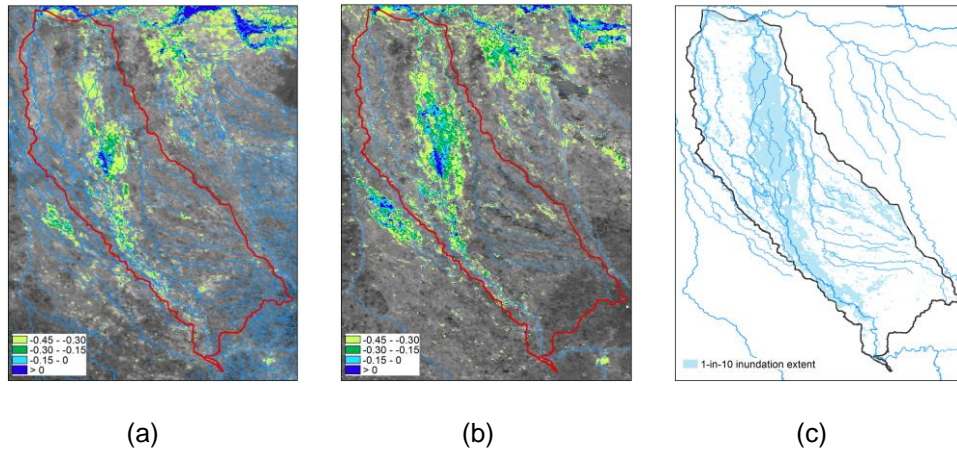 -0.45 - -0.30
-0.30 - -0.15
-0.15 - 0
> 0
-0.45 - -0.30
-0.30 - -0.15
-0.15 - 0
> 0
1-in-10 inundation extent
(a)
(b)
(c)